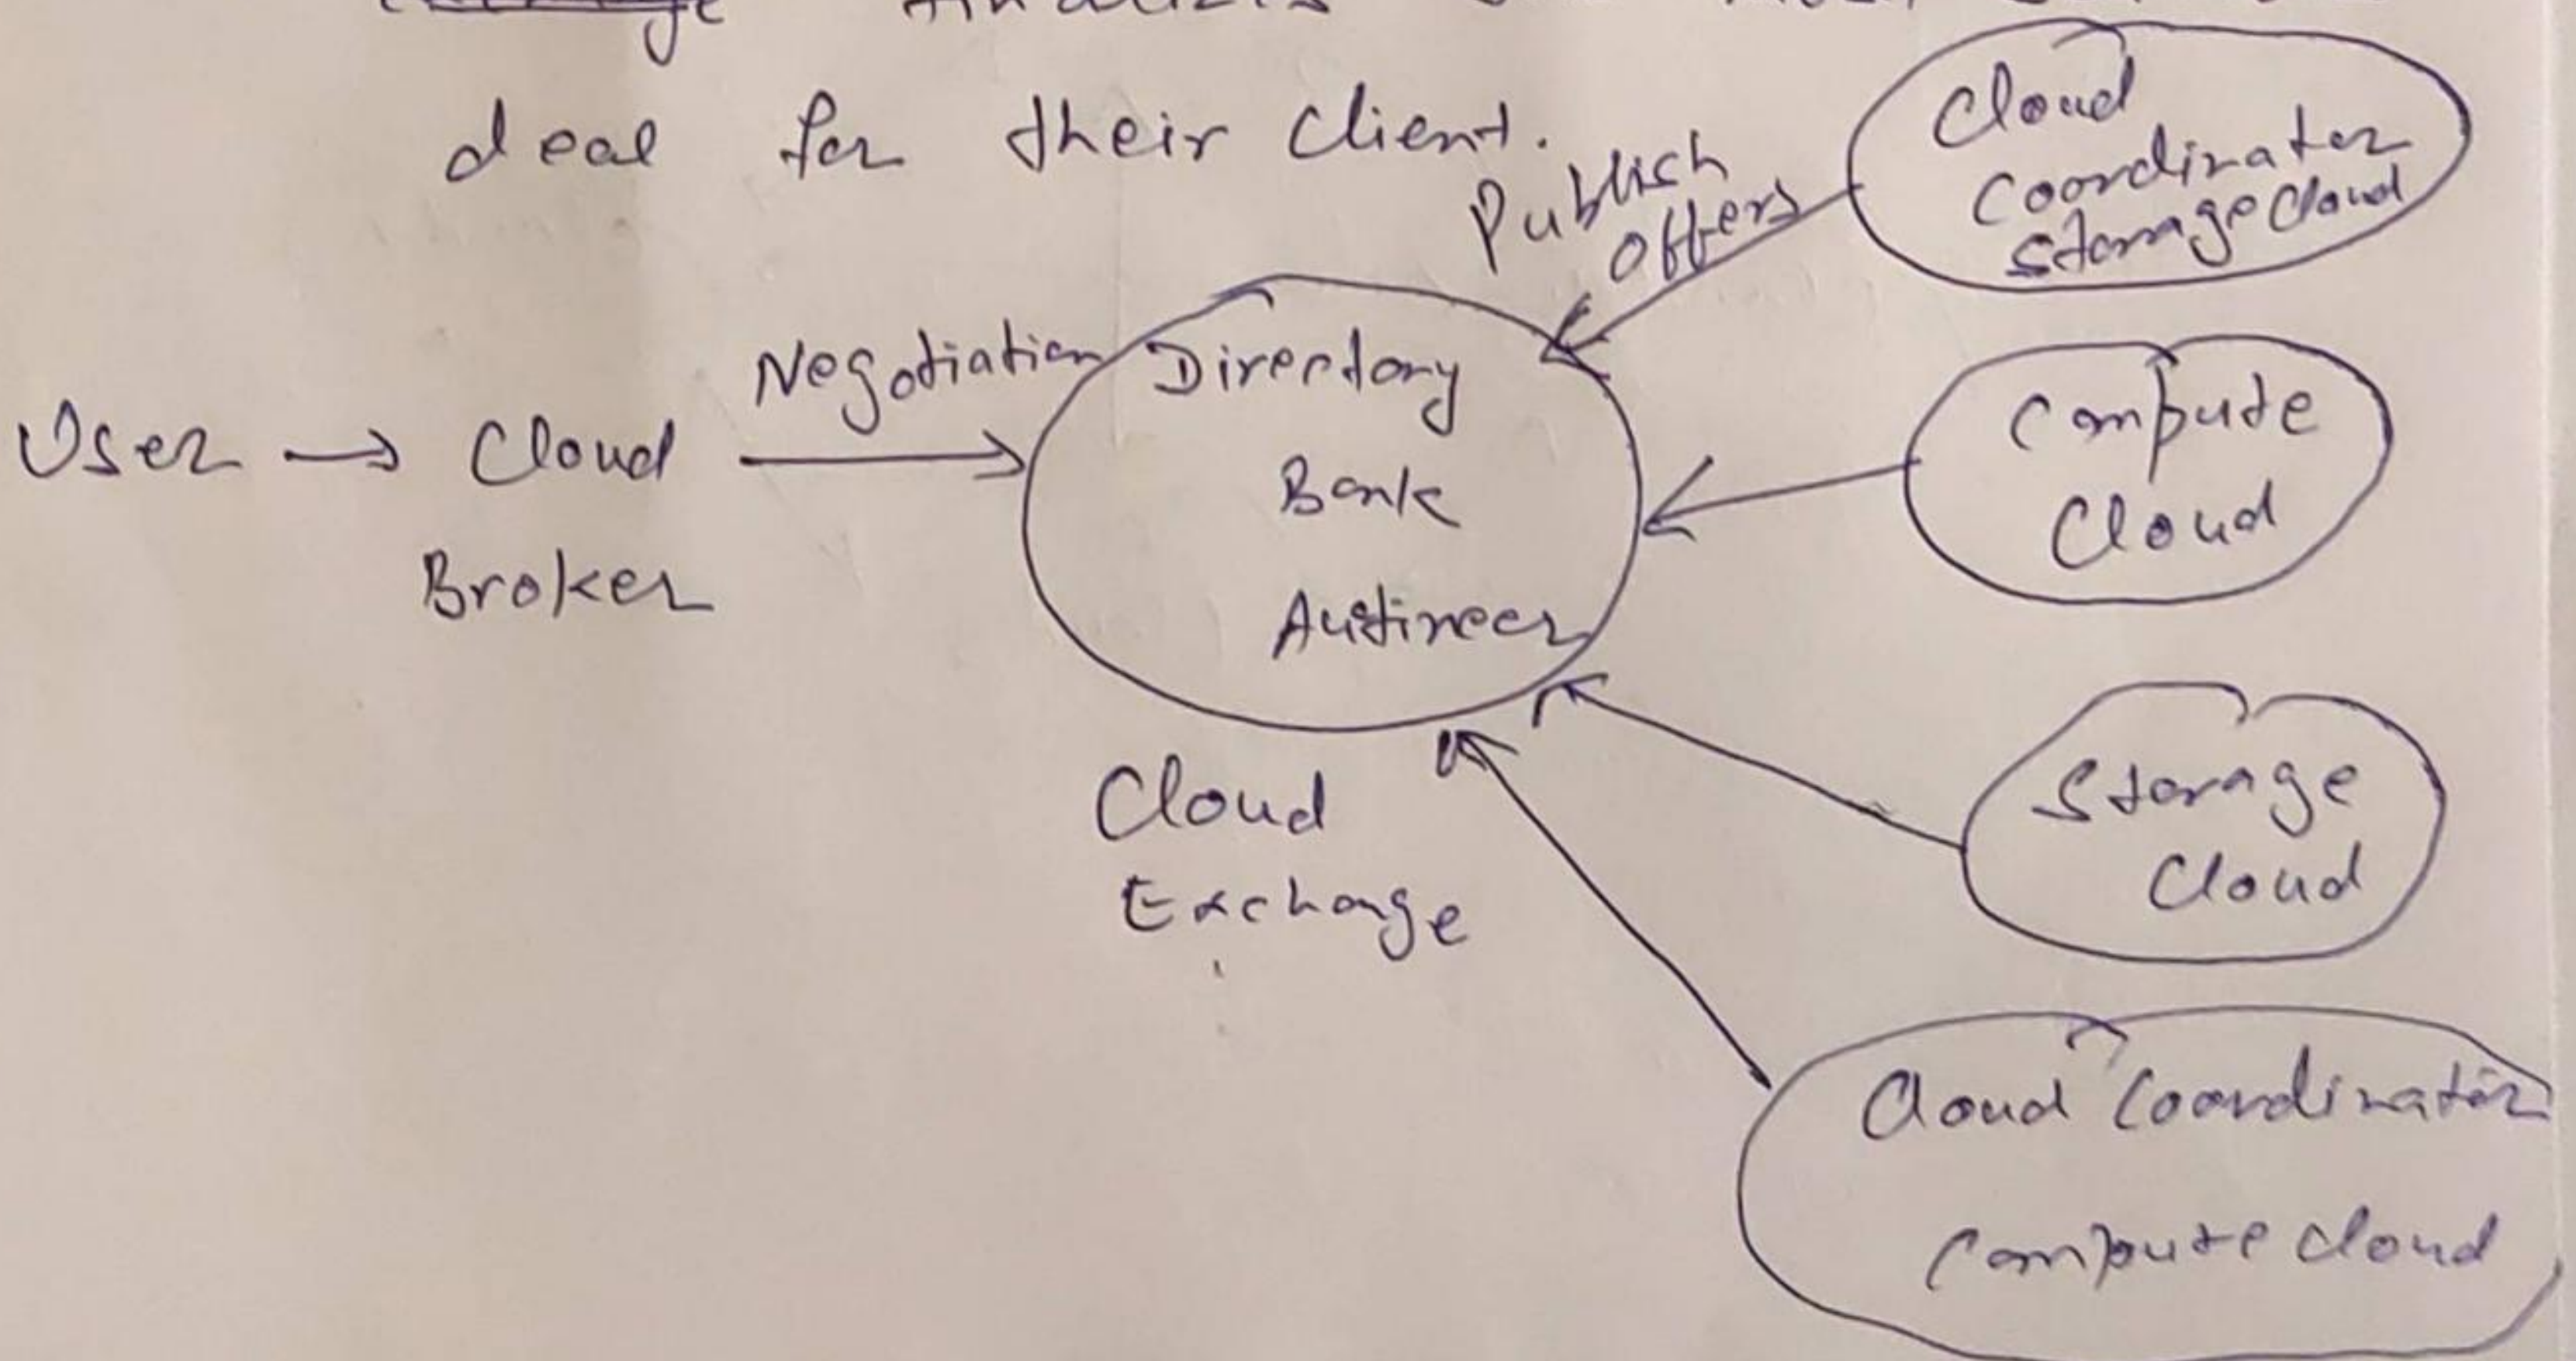 deal for their client.
Publish
offers
Cloud
Coordinator
Storage Cloud
Negotiation
User → Cloud
Broker
Directory
Bank
Autineer
Compute
Cloud
Cloud
Exchange
Storage
Cloud
Cloud Coordinator
Compute cloud